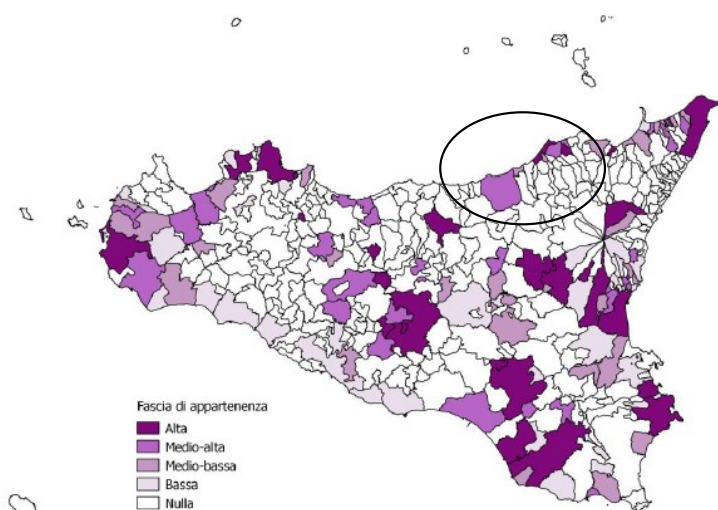 Fascia di appartenenza
Alta
Medio-alta
Medio-bassa
Bassa
Nulla